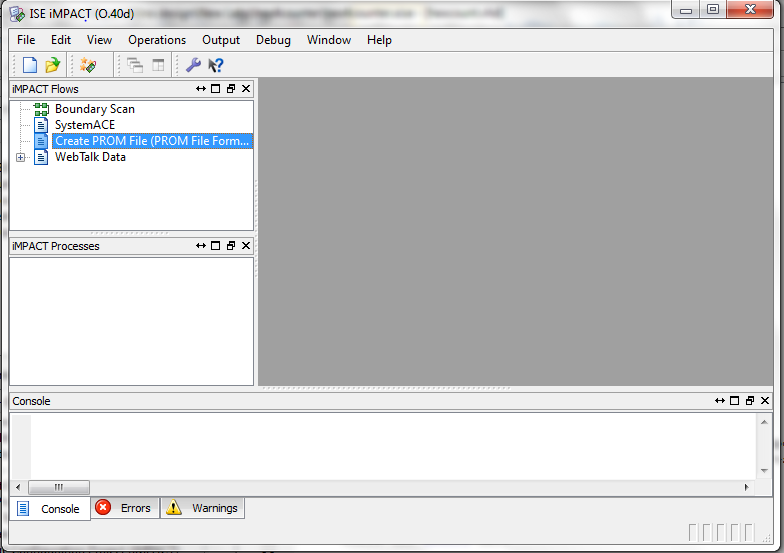 ISE iMPACT (O.40d)
File Edit View Operations Output Debug Window Help
iMPACT Flows
Boundary Scan
SystemACE
Create PROM File (PROM File Form...
WebTalk Data
iMPACT Processes
Console
Console Errors Warnings